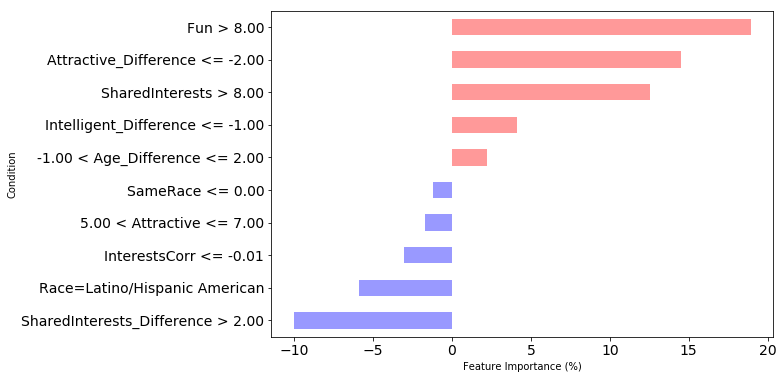 Fun > 8.00
Attractive_Difference <= -2.00
SharedInterests > 8.00
Intelligent_Difference <= -1.00
-1.00 < Age_Difference <= 2.00
SameRace <= 0.00
5.00 < Attractive <= 7.00
InterestsCorr <= -0.01
Race=Latino/Hispanic American
SharedInterests_Difference > 2.00
Condition
−10 −5 0 5 10 15 20
Feature Importance (%)